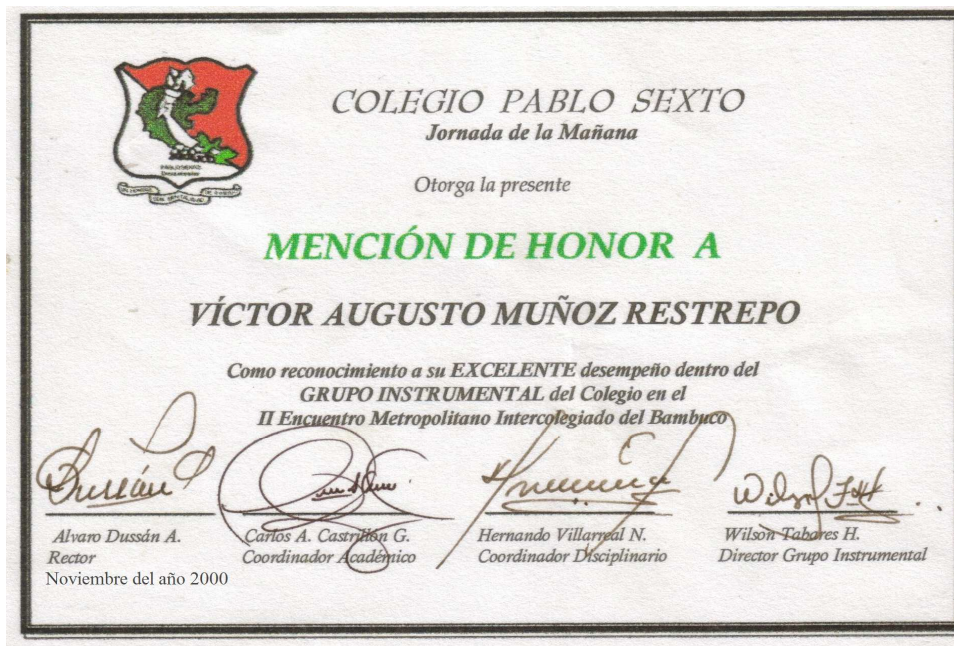 COLEGIO PABLO SEXTO
Jornada de la Mañana
Otorga la presente
MENCIÓN DE HONOR A
VÍCTOR AUGUSTO MUÑOZ RESTREPO
Como reconocimiento a su EXCELENTE desempeño dentro del
GRUPO INSTRUMENTAL del Colegio en el
II Encuentro Metropolitano Intercolegiado del Bambuco
Dussán
Alvaro Dussán A.
Rector
Carlos A. Castrillón G.
Coordinador Académico
Hernando Villarreal N.
Coordinador Disciplinario
Wilson Tabares H.
Director Grupo Instrumental
Noviembre del año 2000